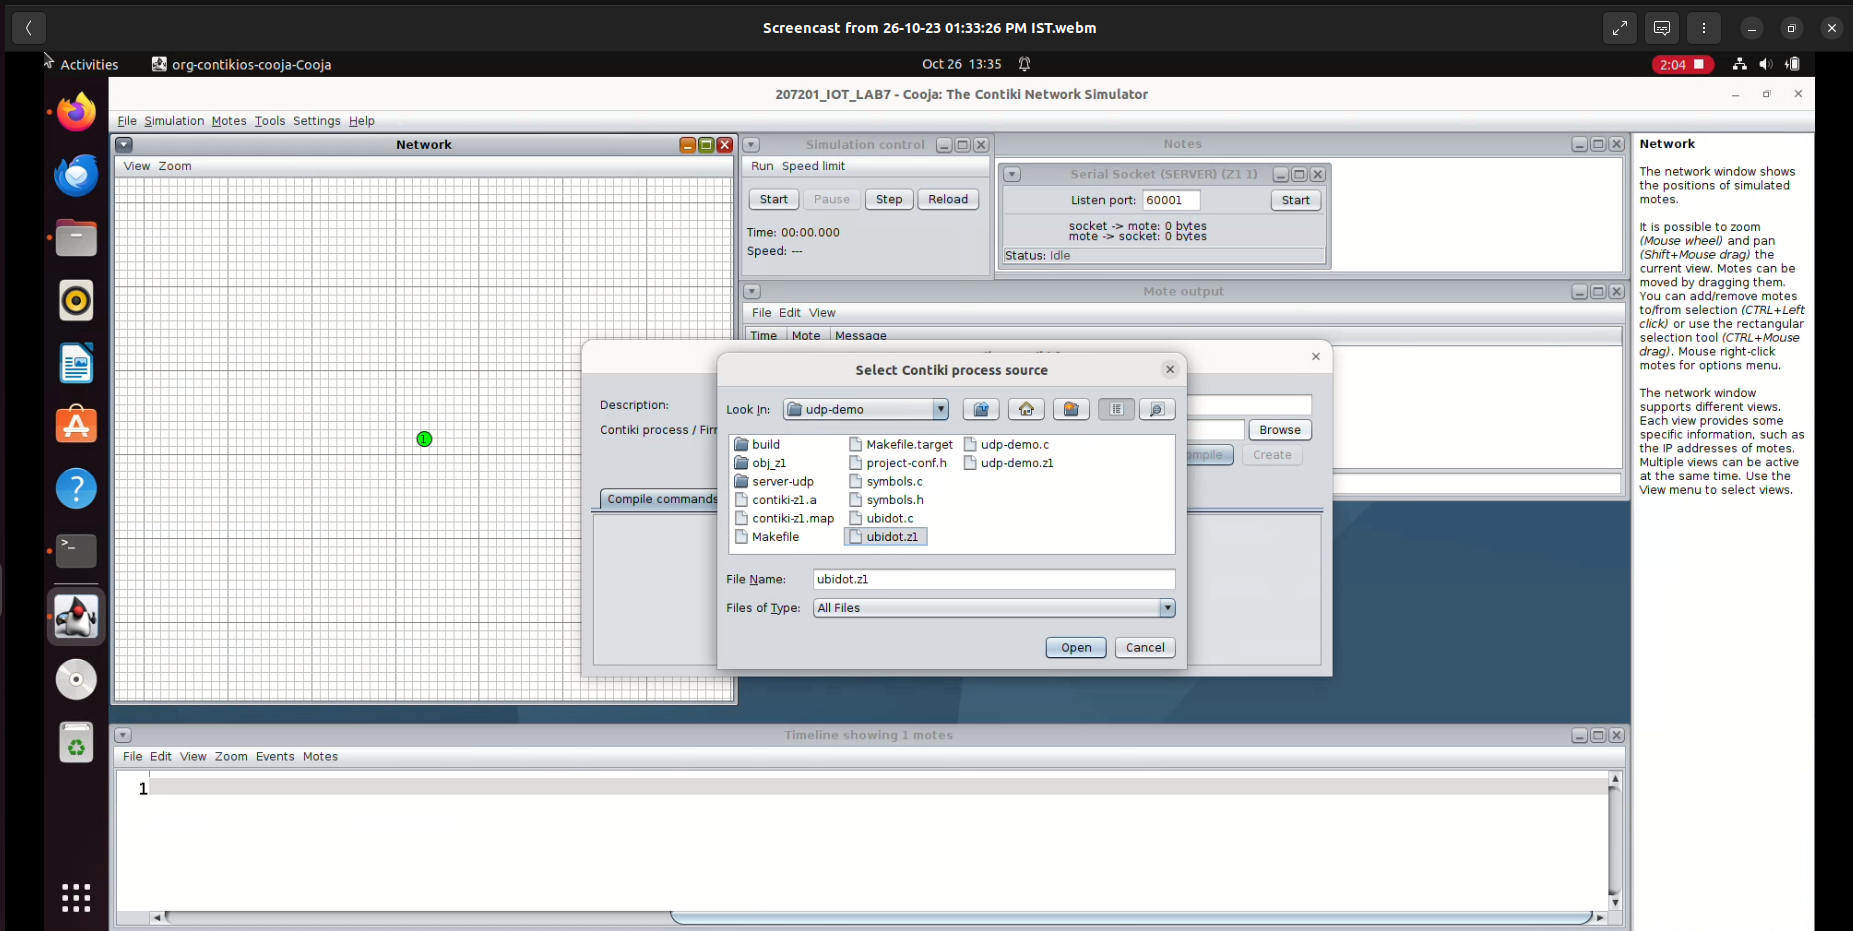 Screencast from 26-10-23 01:33:26 PM IST.webm
Activities
org-contikios-cooja-Cooja
Oct 26 13:35
2:04
207201_IOT_LAB7 - Cooja: The Contiki Network Simulator
File Simulation Motes Tools Settings Help
Network
View Zoom
1
Simulation control
Run Speed limit
Start Pause Step Reload
Time: 00:00.000
Speed: ---
Notes
Serial Socket (SERVER) (Z1 1)
Listen port: 60001 Start
socket -> mote: 0 bytes
mote -> socket: 0 bytes
Status: Idle
Mote output
File Edit View
Time Mote Message
Description:
Contiki process / Fir
Browse
mpile Create
Compile commands
Select Contiki process source
Look In: udp-demo
build Makefile.target udp-demo.c
obj_z1 project-conf.h udp-demo.z1
server-udp symbols.c
contiki-z1.a symbols.h
contiki-z1.map ubidot.c
Makefile ubidot.z1
File Name: ubidot.z1
Files of Type: All Files
Open Cancel
Network
The network window shows
the positions of simulated
motes.
It is possible to zoom
(Mouse wheel) and pan
(Shift+Mouse drag) the
current view. Motes can be
moved by dragging them.
You can add/remove motes
to/from selection (CTRL+Left
click) or use the rectangular
selection tool (CTRL+Mouse
drag). Mouse right-click
motes for options menu.
The network window
supports different views.
Each view provides some
specific information, such as
the IP addresses of motes.
Multiple views can be active
at the same time. Use the
View menu to select views.
Timeline showing 1 motes
File Edit View Zoom Events Motes
1